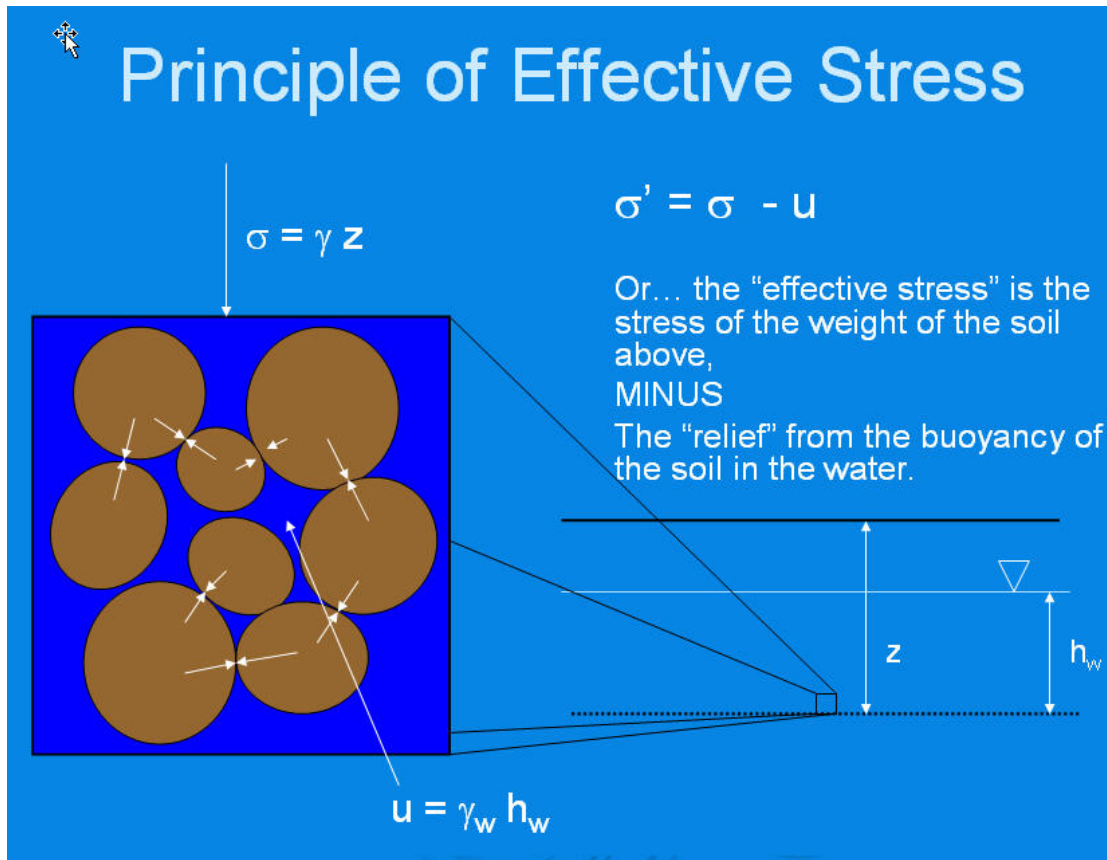 Principle of Effective Stress
σ = γ z
σ’ = σ - u
Or… the “effective stress” is the
stress of the weight of the soil
above,
MINUS
The “relief” from the buoyancy of
the soil in the water.
z
hw
u = γw hw